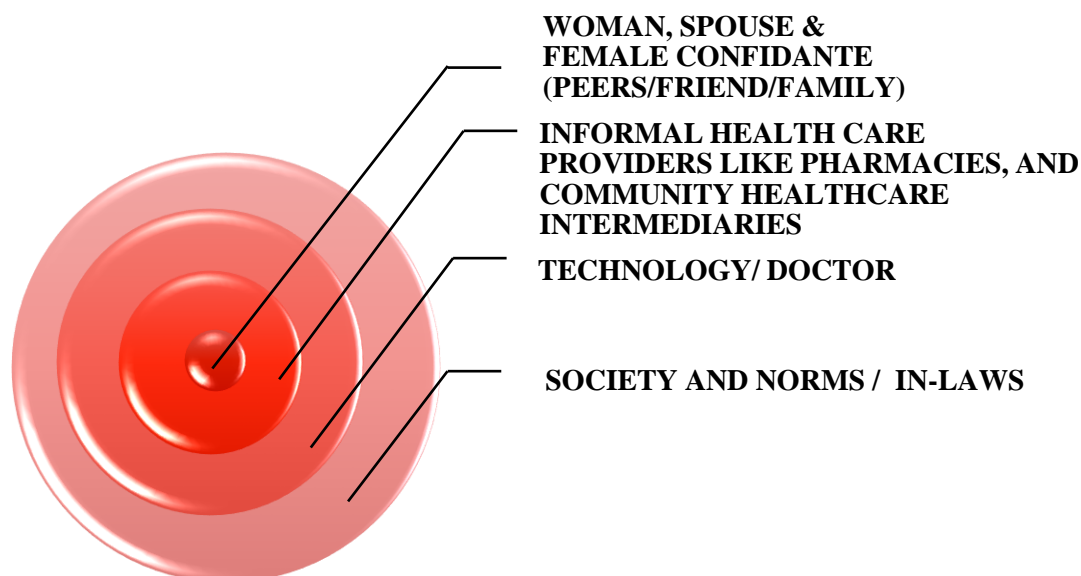 WOMAN, SPOUSE &
FEMALE CONFIDANTE
(PEERS/FRIEND/FAMILY)
INFORMAL HEALTH CARE
PROVIDERS LIKE PHARMACIES, AND
COMMUNITY HEALTHCARE
INTERMEDIARIES
TECHNOLOGY/ DOCTOR
SOCIETY AND NORMS / IN-LAWS